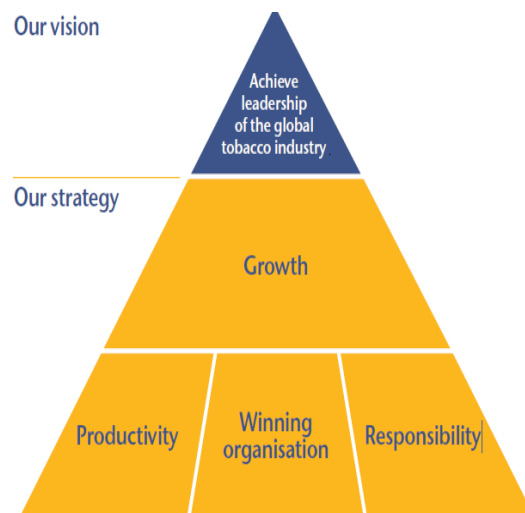 Our vision
Achieve
leadership
of the global
tobacco industry.
Our strategy
Growth
Productivity
Winning
organisation
Responsibility